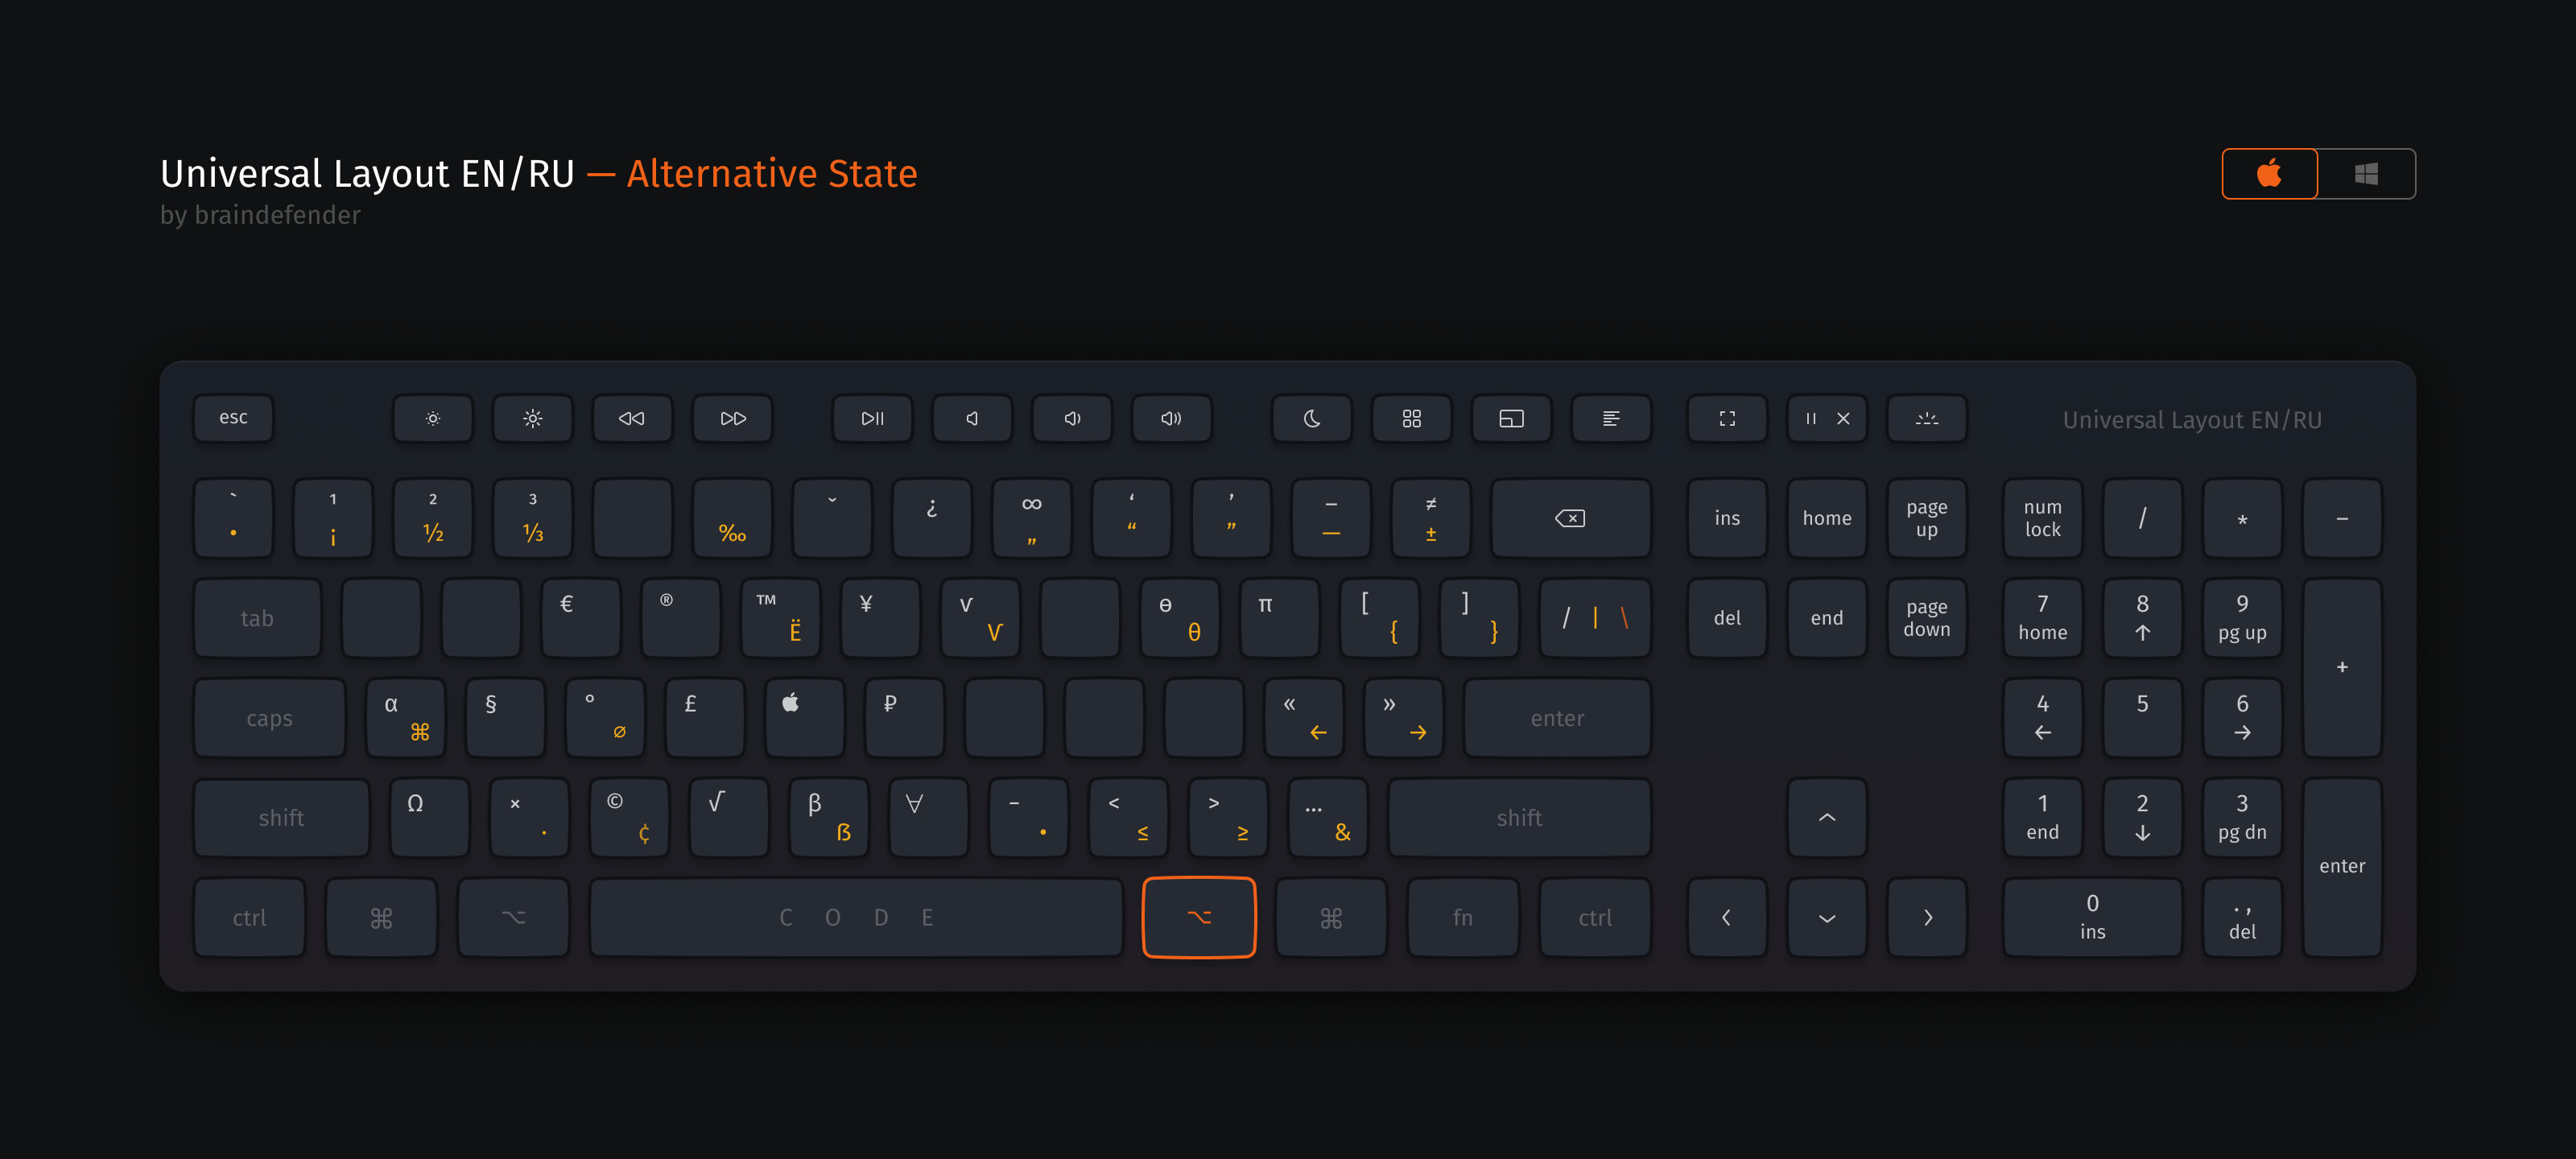 Universal Layout EN/RU — Alternative State
by braindefender
esc
Universal Layout EN/RU
` •
¹ ¡
² ½
³ ⅓
‰
ˇ
¿
∞ „
‘ “
’ ”
– —
≠ ±
ins
home
page up
num lock
/
*
−
tab
€
®
™ Ë
¥
ѵ Ѵ
ɵ θ
π
[ {
] }
/ | \
del
end
page down
7 home
8 ↑
9 pg up
+
caps
α ⌘
§
° ⌀
£

₽
« ←
» →
enter
4 ←
5
6 →
shift
Ω
× ·
© ¢
√
β ß
∀
− •
< ≤
> ≥
… &
shift
1 end
2 ↓
3 pg dn
enter
ctrl
⌘
⌥
C O D E
⌥
⌘
fn
ctrl
0 ins
. , del